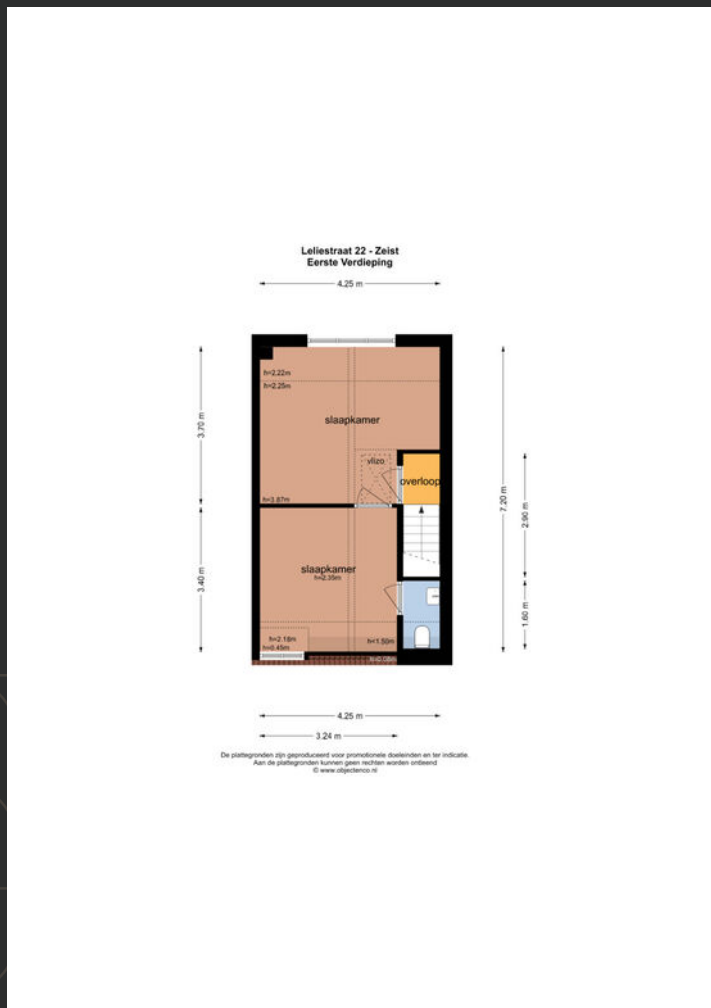 Leliestraat 22 - Zeist
Eerste Verdieping
4.25 m
h=2.22m
h=2.25m
slaapkamer
3.70 m
vlizo
overloop
7.20 m
2.90 m
h=3.87m
slaapkamer
h=2.35m
3.40 m
1.60 m
h=2.18m
h<1.50m
h=0.45m
4.25 m
3.24 m
De plattegronden zijn geproduceerd voor promotionele doeleinden en ter indicatie.
Aan de plattegronden kunnen geen rechten worden ontleend
© www.objectenco.nl